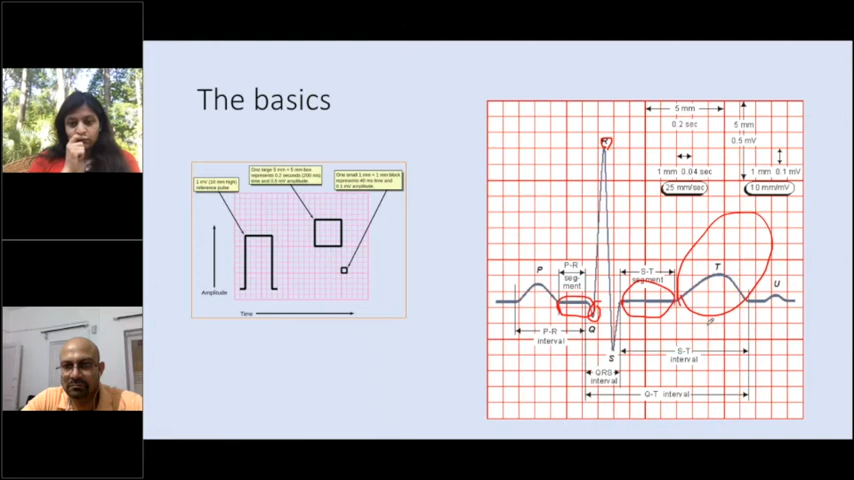 The basics
1 mV (10 mm high)
reference pulse
One large 5 mm × 5 mm box
represents 0.2 seconds (200 ms)
time and 0.5 mV amplitude.
One small 1 mm × 1 mm block
represents 40 ms time and
0.1 mV amplitude.
Amplitude
Time
5 mm
0.2 sec
5 mm
0.5 mV
1 mm 0.04 sec
1 mm 0.1 mV
25 mm/sec
10 mm/mV
R
P
P-R
seg-
ment
S-T
segment
T
U
Q
P-R
interval
S
S-T
interval
QRS
interval
Q-T interval